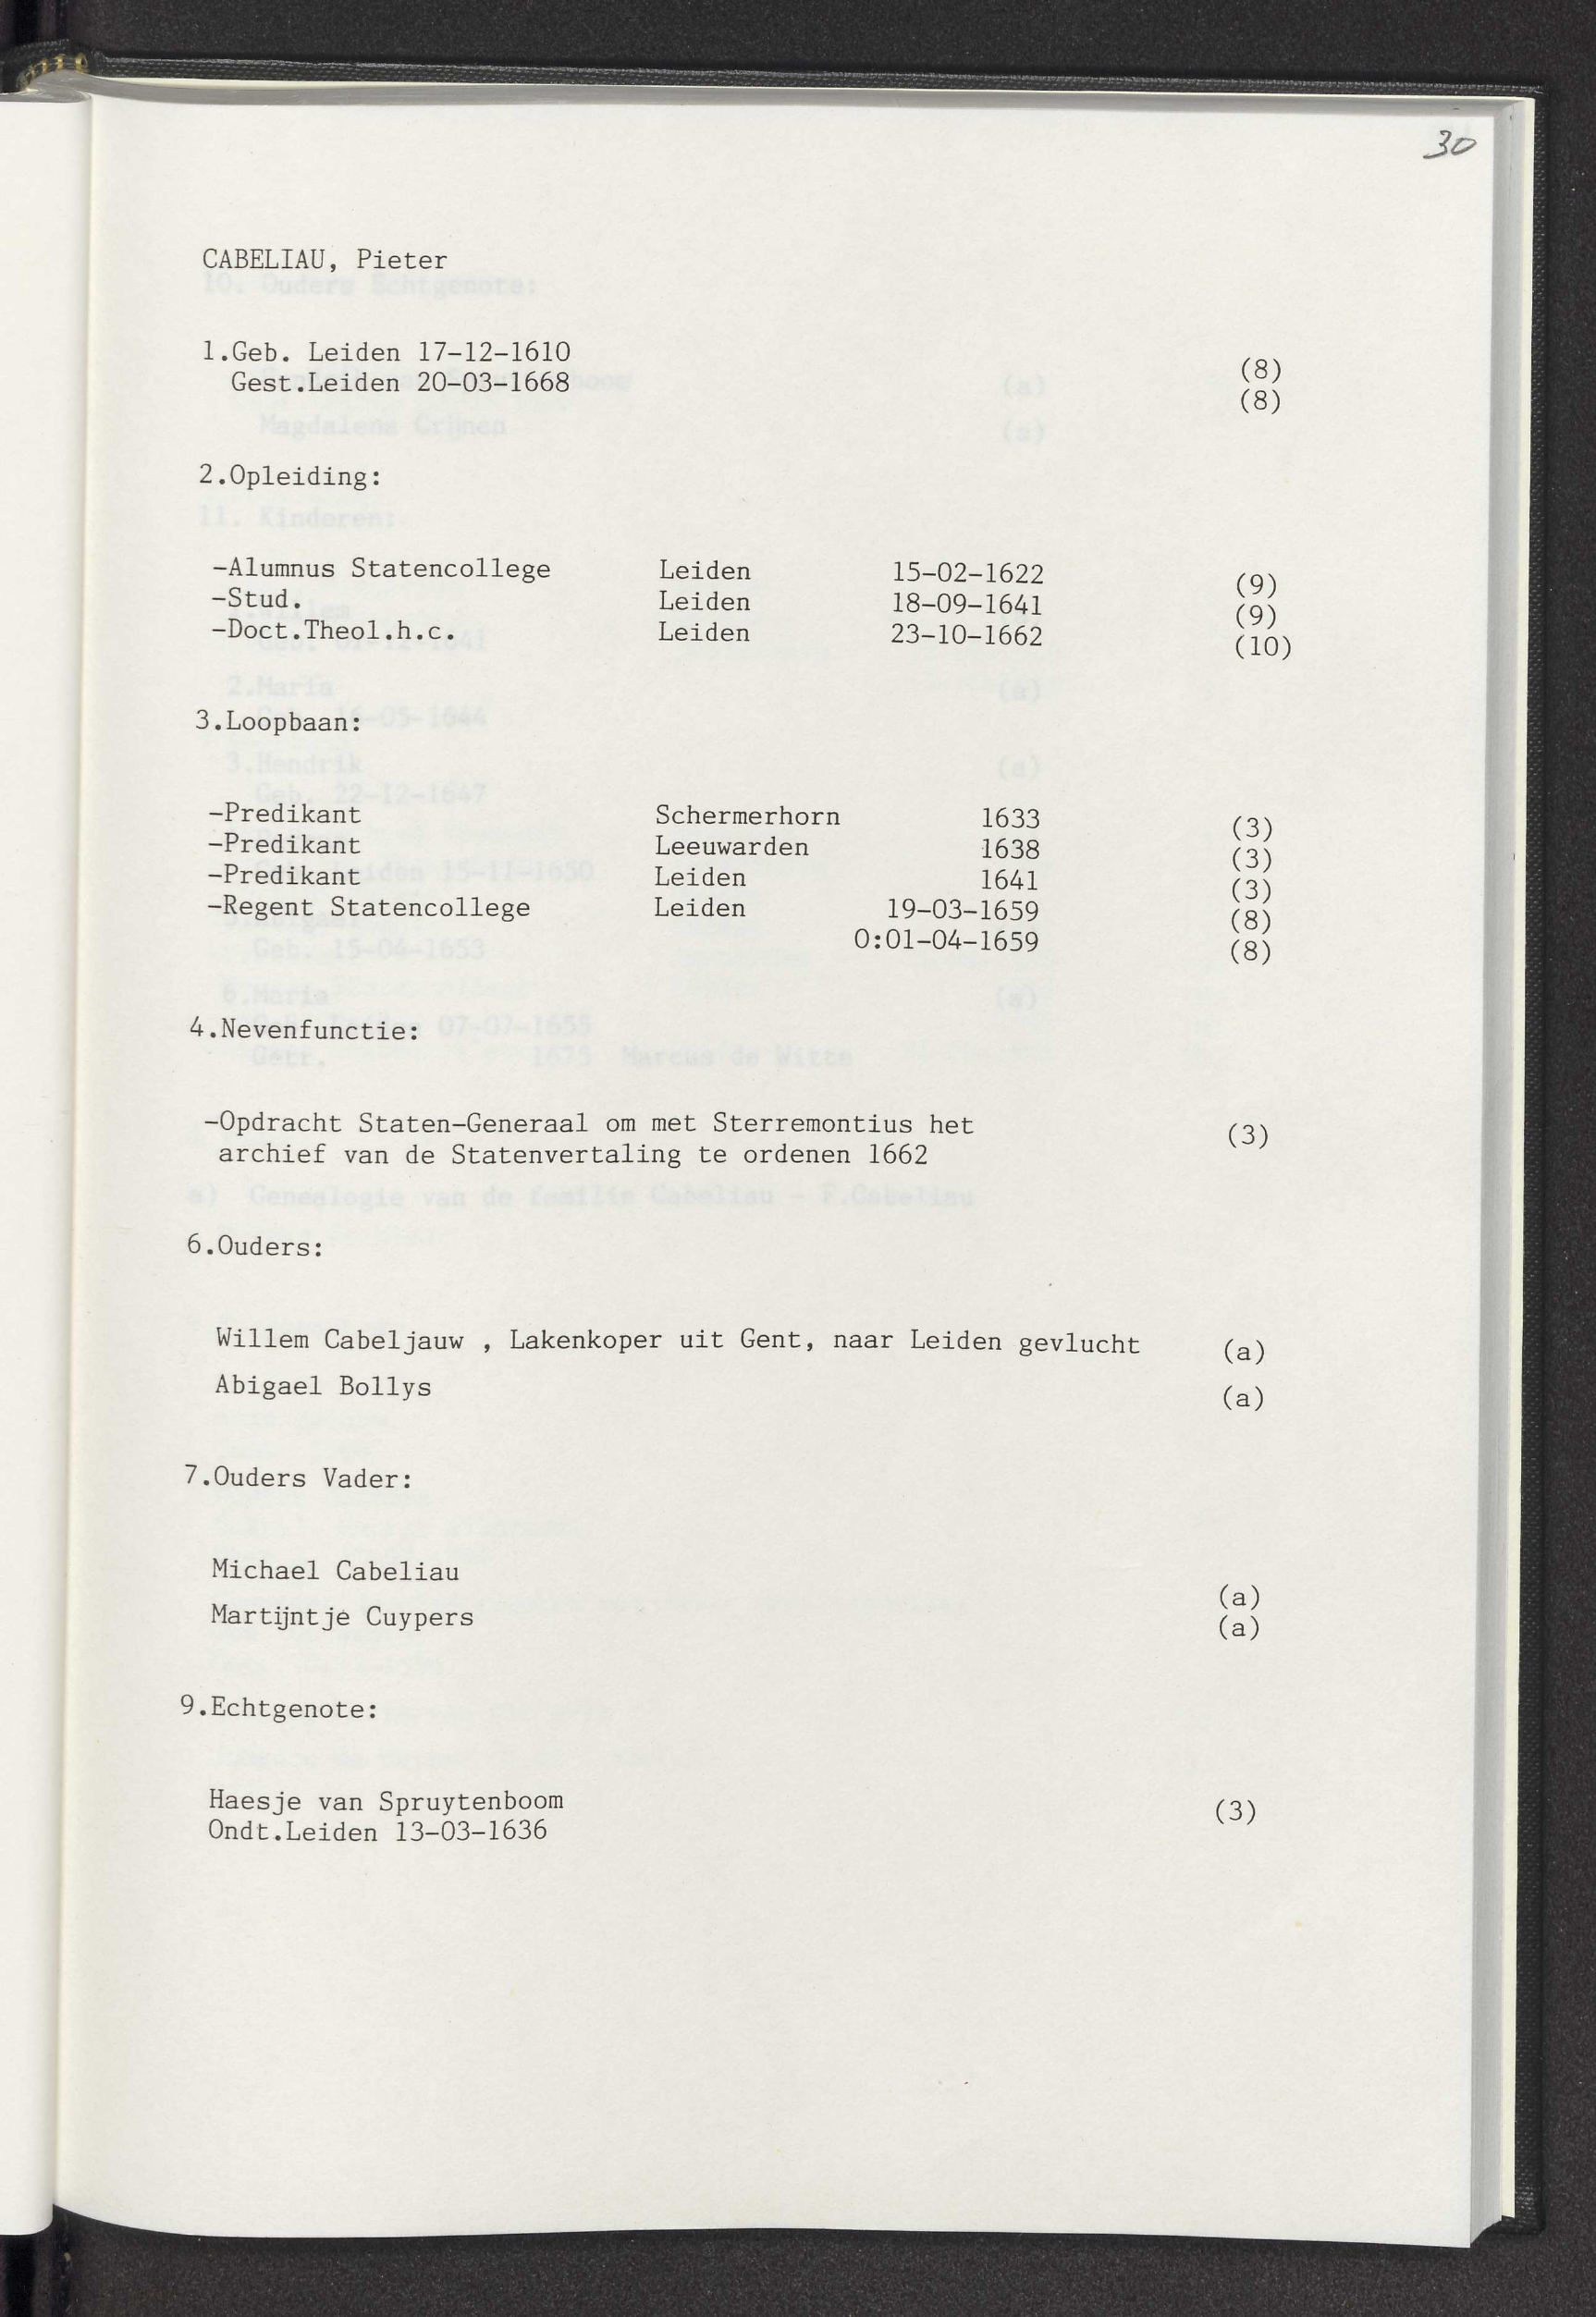 30
CABELIAU, Pieter
1.Geb. Leiden 17-12-1610 (8)
Gest.Leiden 20-03-1668 (8)
2.Opleiding:
-Alumnus Statencollege Leiden 15-02-1622 (9)
-Stud. Leiden 18-09-1641 (9)
-Doct.Theol.h.c. Leiden 23-10-1662 (10)
3.Loopbaan:
-Predikant Schermerhorn 1633 (3)
-Predikant Leeuwarden 1638 (3)
-Predikant Leiden 1641 (3)
-Regent Statencollege Leiden 19-03-1659 (8)
O:01-04-1659 (8)
4.Nevenfunctie:
-Opdracht Staten-Generaal om met Sterremontius het (3)
archief van de Statenvertaling te ordenen 1662
6.Ouders:
Willem Cabeljauw , Lakenkoper uit Gent, naar Leiden gevlucht (a)
Abigael Bollys (a)
7.Ouders Vader:
Michael Cabeliau (a)
Martijntje Cuypers (a)
9.Echtgenote:
Haesje van Spruytenboom (3)
Ondt.Leiden 13-03-1636